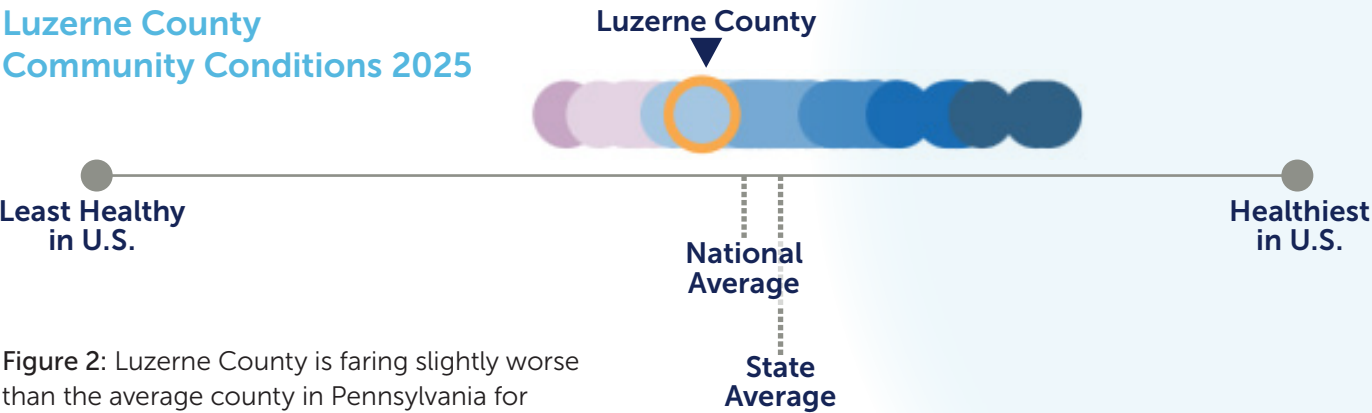 Luzerne County
Community Conditions 2025
Luzerne County
Least Healthy
in U.S.
Healthiest
in U.S.
National
Average
State
Average
Figure 2: Luzerne County is faring slightly worse
than the average county in Pennsylvania for